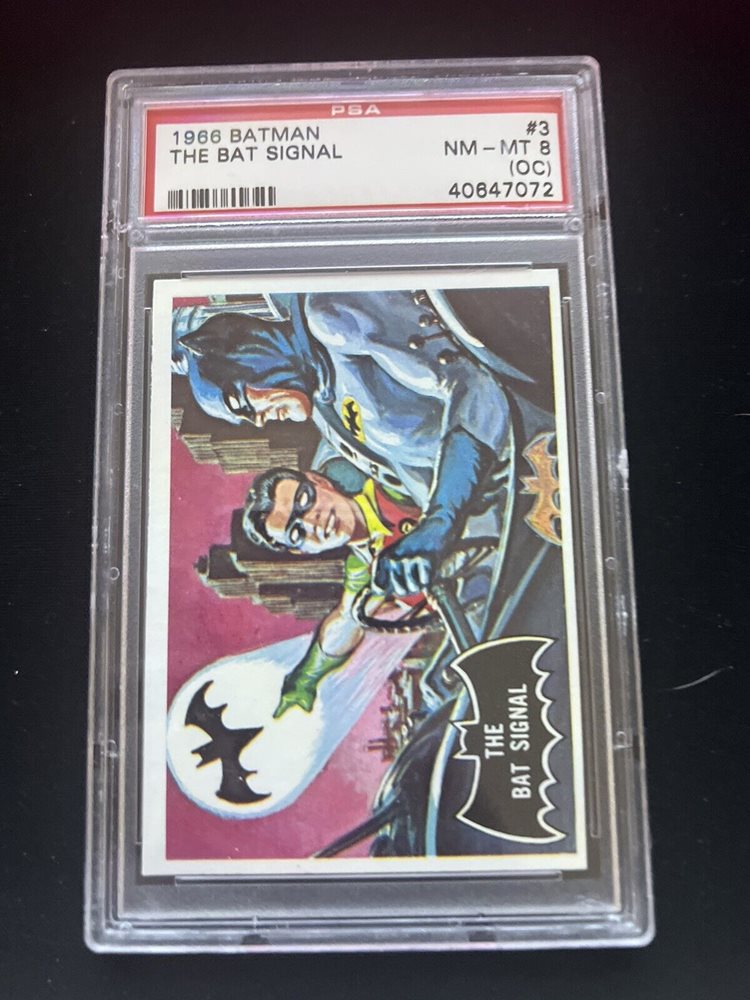 PSA
1966 BATMAN #3
THE BAT SIGNAL NM - MT 8
(OC)
40647072
THE
BAT SIGNAL